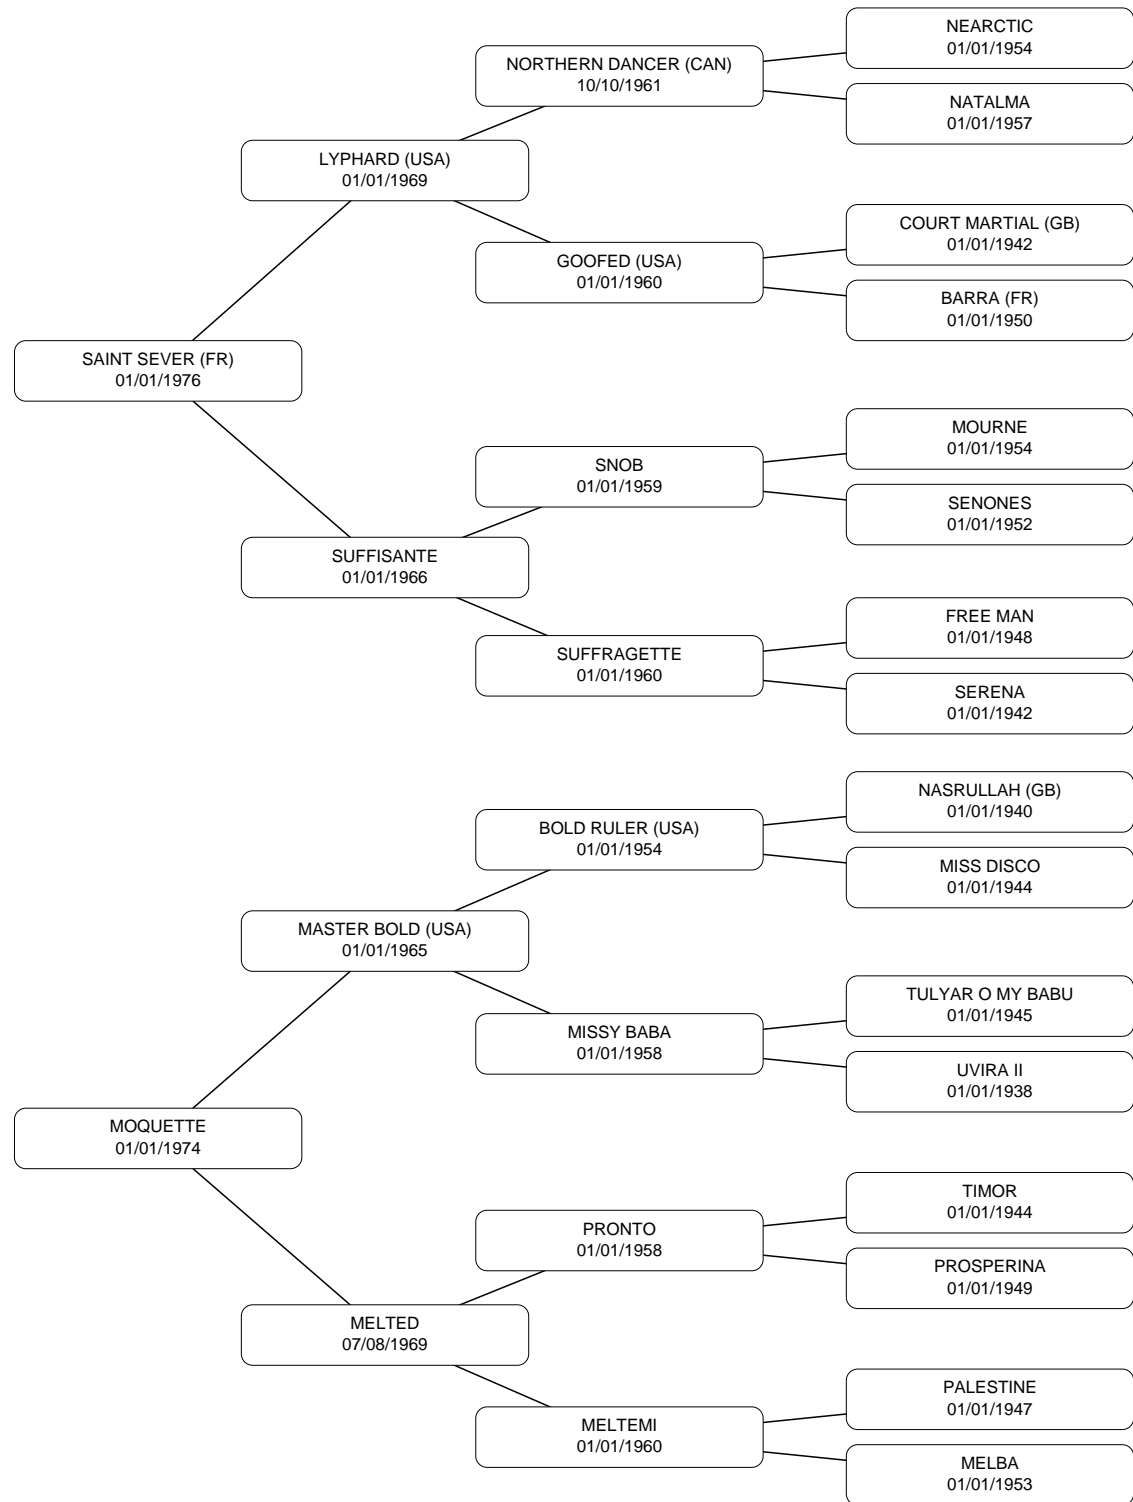 NEARCTIC
01/01/1954
NORTHERN DANCER (CAN)
10/10/1961
NATALMA
01/01/1957
LYPHARD (USA)
01/01/1969
COURT MARTIAL (GB)
01/01/1942
GOOFED (USA)
01/01/1960
BARRA (FR)
01/01/1950
SAINT SEVER (FR)
01/01/1976
MOURNE
01/01/1954
SNOB
01/01/1959
SENONES
01/01/1952
SUFFISANTE
01/01/1966
FREE MAN
01/01/1948
SUFFRAGETTE
01/01/1960
SERENA
01/01/1942
NASRULLAH (GB)
01/01/1940
BOLD RULER (USA)
01/01/1954
MISS DISCO
01/01/1944
MASTER BOLD (USA)
01/01/1965
TULYAR O MY BABU
01/01/1945
MISSY BABA
01/01/1958
UVIRA II
01/01/1938
MOQUETTE
01/01/1974
TIMOR
01/01/1944
PRONTO
01/01/1958
PROSPERINA
01/01/1949
MELTED
07/08/1969
PALESTINE
01/01/1947
MELTEMI
01/01/1960
MELBA
01/01/1953